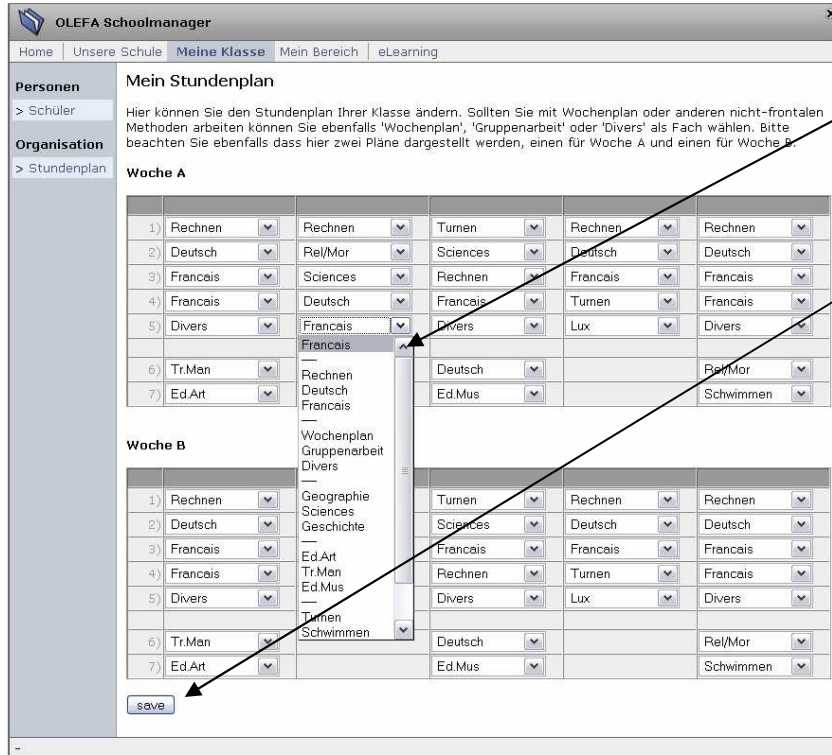 OLEFA Schoolmanager
Home | Unsere Schule Meine Klasse Mein Bereich | eLearning
Personen
> Schüler
Organisation
> Stundenplan
Mein Stundenplan
Hier können Sie den Stundenplan Ihrer Klasse ändern. Sollten Sie mit Wochenplan oder anderen nicht-frontalen
Methoden arbeiten können Sie ebenfalls 'Wochenplan', 'Gruppenarbeit' oder 'Divers' als Fach wählen. Bitte
beachten Sie ebenfalls dass hier zwei Pläne dargestellt werden, einen für Woche A und einen für Woche B.
Woche A
1) Rechnen Rechnen Turnen Rechnen Rechnen
2) Deutsch Rel/Mor Sciences Deutsch Deutsch
3) Francais Sciences Rechnen Francais Francais
4) Francais Deutsch Francais Turnen Francais
5) Divers Francais Divers Lux Divers
6) Tr.Man Deutsch Rel/Mor
7) Ed.Art Ed.Mus Schwimmen
Francais
—
Rechnen
Deutsch
Francais
—
Wochenplan
Gruppenarbeit
Divers
—
Geographie
Sciences
Geschichte
—
Ed.Art
Tr.Man
Ed.Mus
—
Turnen
Schwimmen
Woche B
1) Rechnen Turnen Rechnen Rechnen
2) Deutsch Sciences Deutsch Deutsch
3) Francais Francais Francais Francais
4) Francais Rechnen Turnen Francais
5) Divers Divers Lux Divers
6) Tr.Man Deutsch Rel/Mor
7) Ed.Art Ed.Mus Schwimmen
save
-